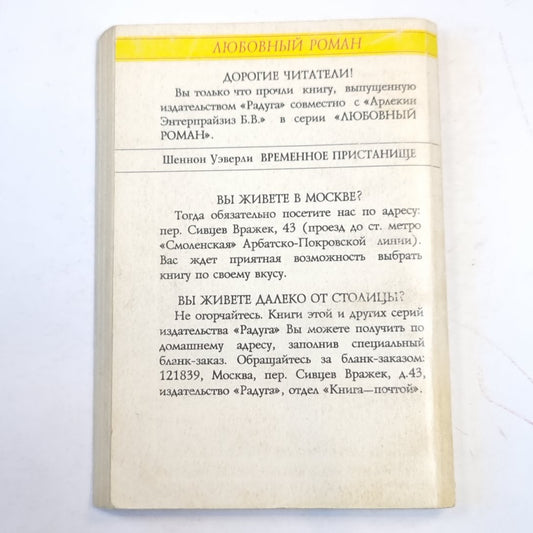 ЛЮБОВНЫЙ РОМАН
ДОРОГИЕ ЧИТАТЕЛИ!
Вы только что прочли книгу, выпущенную
издательством «Радуга» совместно с «Арлекин
Энтерпрайзиз Б.В.» в серии «ЛЮБОВНЫЙ
РОМАН».
Шеннон Уэверли ВРЕМЕННОЕ ПРИСТАНИЩЕ
ВЫ ЖИВЕТЕ В МОСКВЕ?
Тогда обязательно посетите нас по адресу:
пер. Сивцев Вражек, 43 (проезд до ст. метро
«Смоленская» Арбатско-Покровской линии).
Вас ждет приятная возможность выбрать
книгу по своему вкусу.
ВЫ ЖИВЕТЕ ДАЛЕКО ОТ СТОЛИЦЫ?
Не огорчайтесь. Книги этой и других серий
издательства «Радуга» Вы можете получить по
домашнему адресу, заполнив специальный
бланк-заказ. Обращайтесь за бланк-заказом:
121839, Москва, пер. Сивцев Вражек, д.43,
издательство «Радуга», отдел «Книга—почтой».